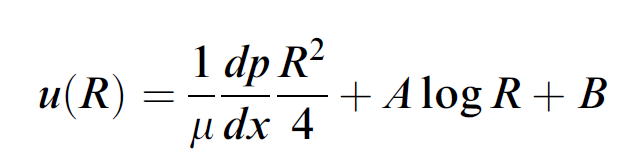 u(R) = \frac{1}{\mu} \frac{dp}{dx} \frac{R^2}{4} + A \log R + B